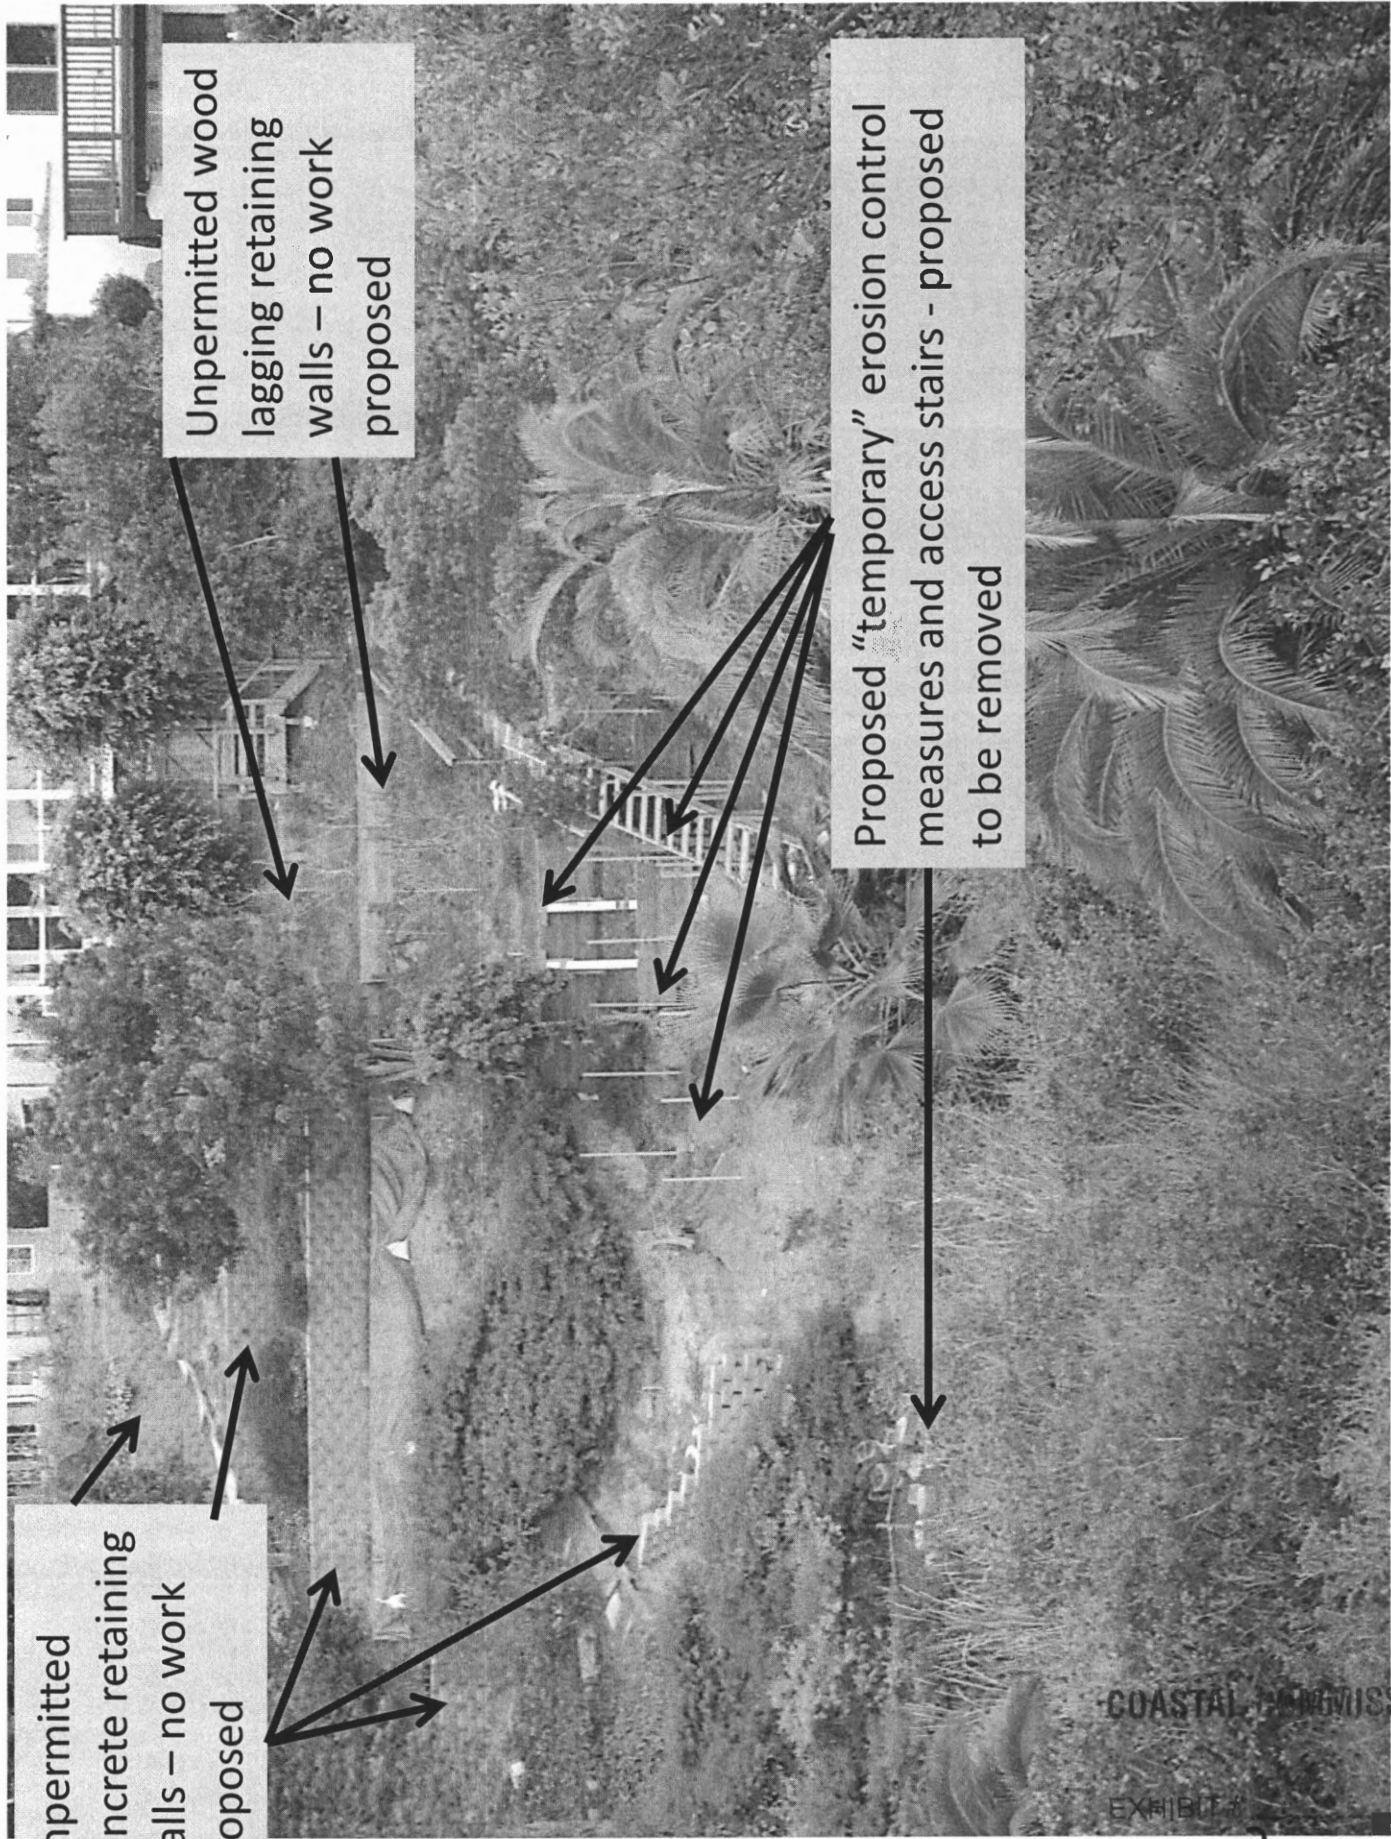 npermitted
ncrete retaining
alls – no work
oposed
Unpermitted wood
lagging retaining
walls – no work
proposed
Proposed “temporary” erosion control
measures and access stairs - proposed
to be removed
COASTAL COMMIS
EXHIBIT #